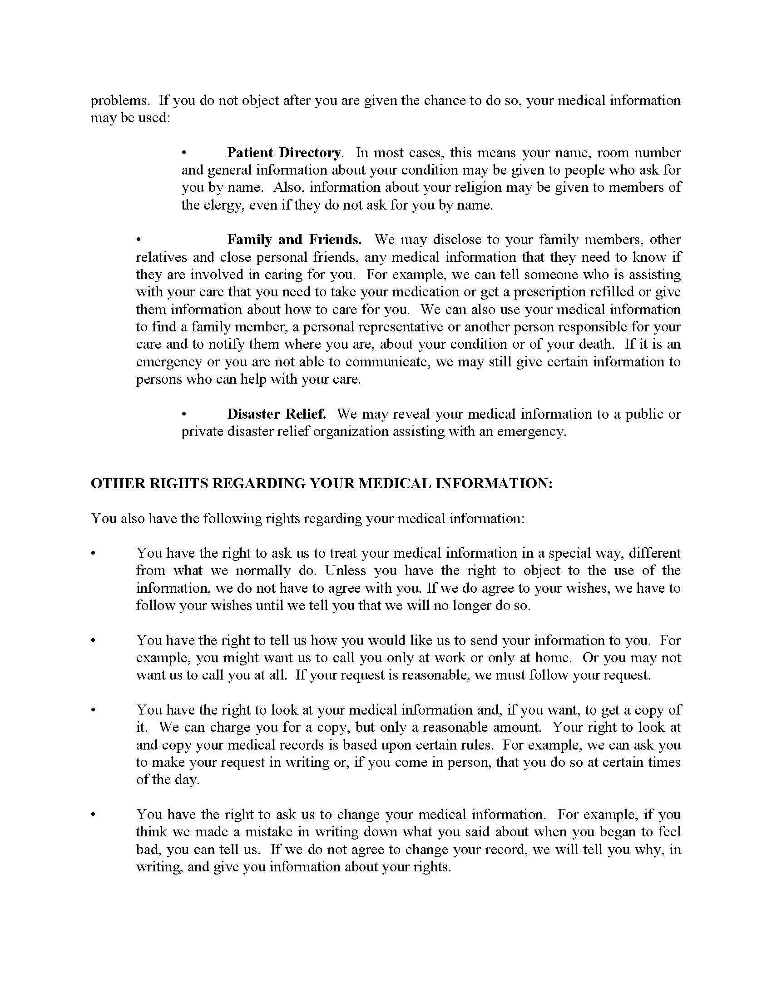 problems.  If you do not object after you are given the chance to do so, your medical information
may be used:
• Patient Directory.  In most cases, this means your name, room number
and general information about your condition may be given to people who ask for
you by name.  Also, information about your religion may be given to members of
the clergy, even if they do not ask for you by name.
• Family and Friends.  We may disclose to your family members, other
relatives and close personal friends, any medical information that they need to know if
they are involved in caring for you.  For example, we can tell someone who is assisting
with your care that you need to take your medication or get a prescription refilled or give
them information about how to care for you.  We can also use your medical information
to find a family member, a personal representative or another person responsible for your
care and to notify them where you are, about your condition or of your death.  If it is an
emergency or you are not able to communicate, we may still give certain information to
persons who can help with your care.
• Disaster Relief.  We may reveal your medical information to a public or
private disaster relief organization assisting with an emergency.
OTHER RIGHTS REGARDING YOUR MEDICAL INFORMATION:
You also have the following rights regarding your medical information:
• You have the right to ask us to treat your medical information in a special way, different
from what we normally do. Unless you have the right to object to the use of the
information, we do not have to agree with you. If we do agree to your wishes, we have to
follow your wishes until we tell you that we will no longer do so.
• You have the right to tell us how you would like us to send your information to you.  For
example, you might want us to call you only at work or only at home.  Or you may not
want us to call you at all.  If your request is reasonable, we must follow your request.
• You have the right to look at your medical information and, if you want, to get a copy of
it.  We can charge you for a copy, but only a reasonable amount.  Your right to look at
and copy your medical records is based upon certain rules.  For example, we can ask you
to make your request in writing or, if you come in person, that you do so at certain times
of the day.
• You have the right to ask us to change your medical information.  For example, if you
think we made a mistake in writing down what you said about when you began to feel
bad, you can tell us.  If we do not agree to change your record, we will tell you why, in
writing, and give you information about your rights.